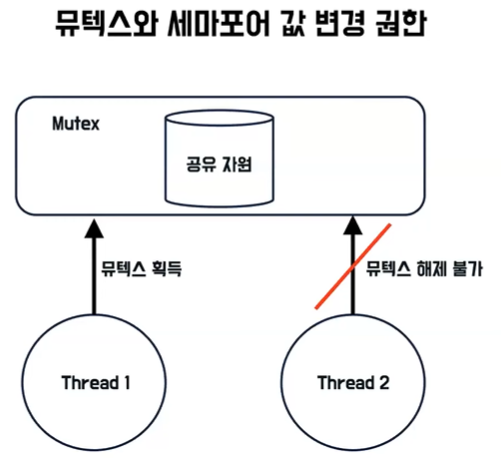 뮤텍스와 세마포어 값 변경 권한
Mutex
공유 자원
뮤텍스 획득
뮤텍스 해제 불가
Thread 1
Thread 2